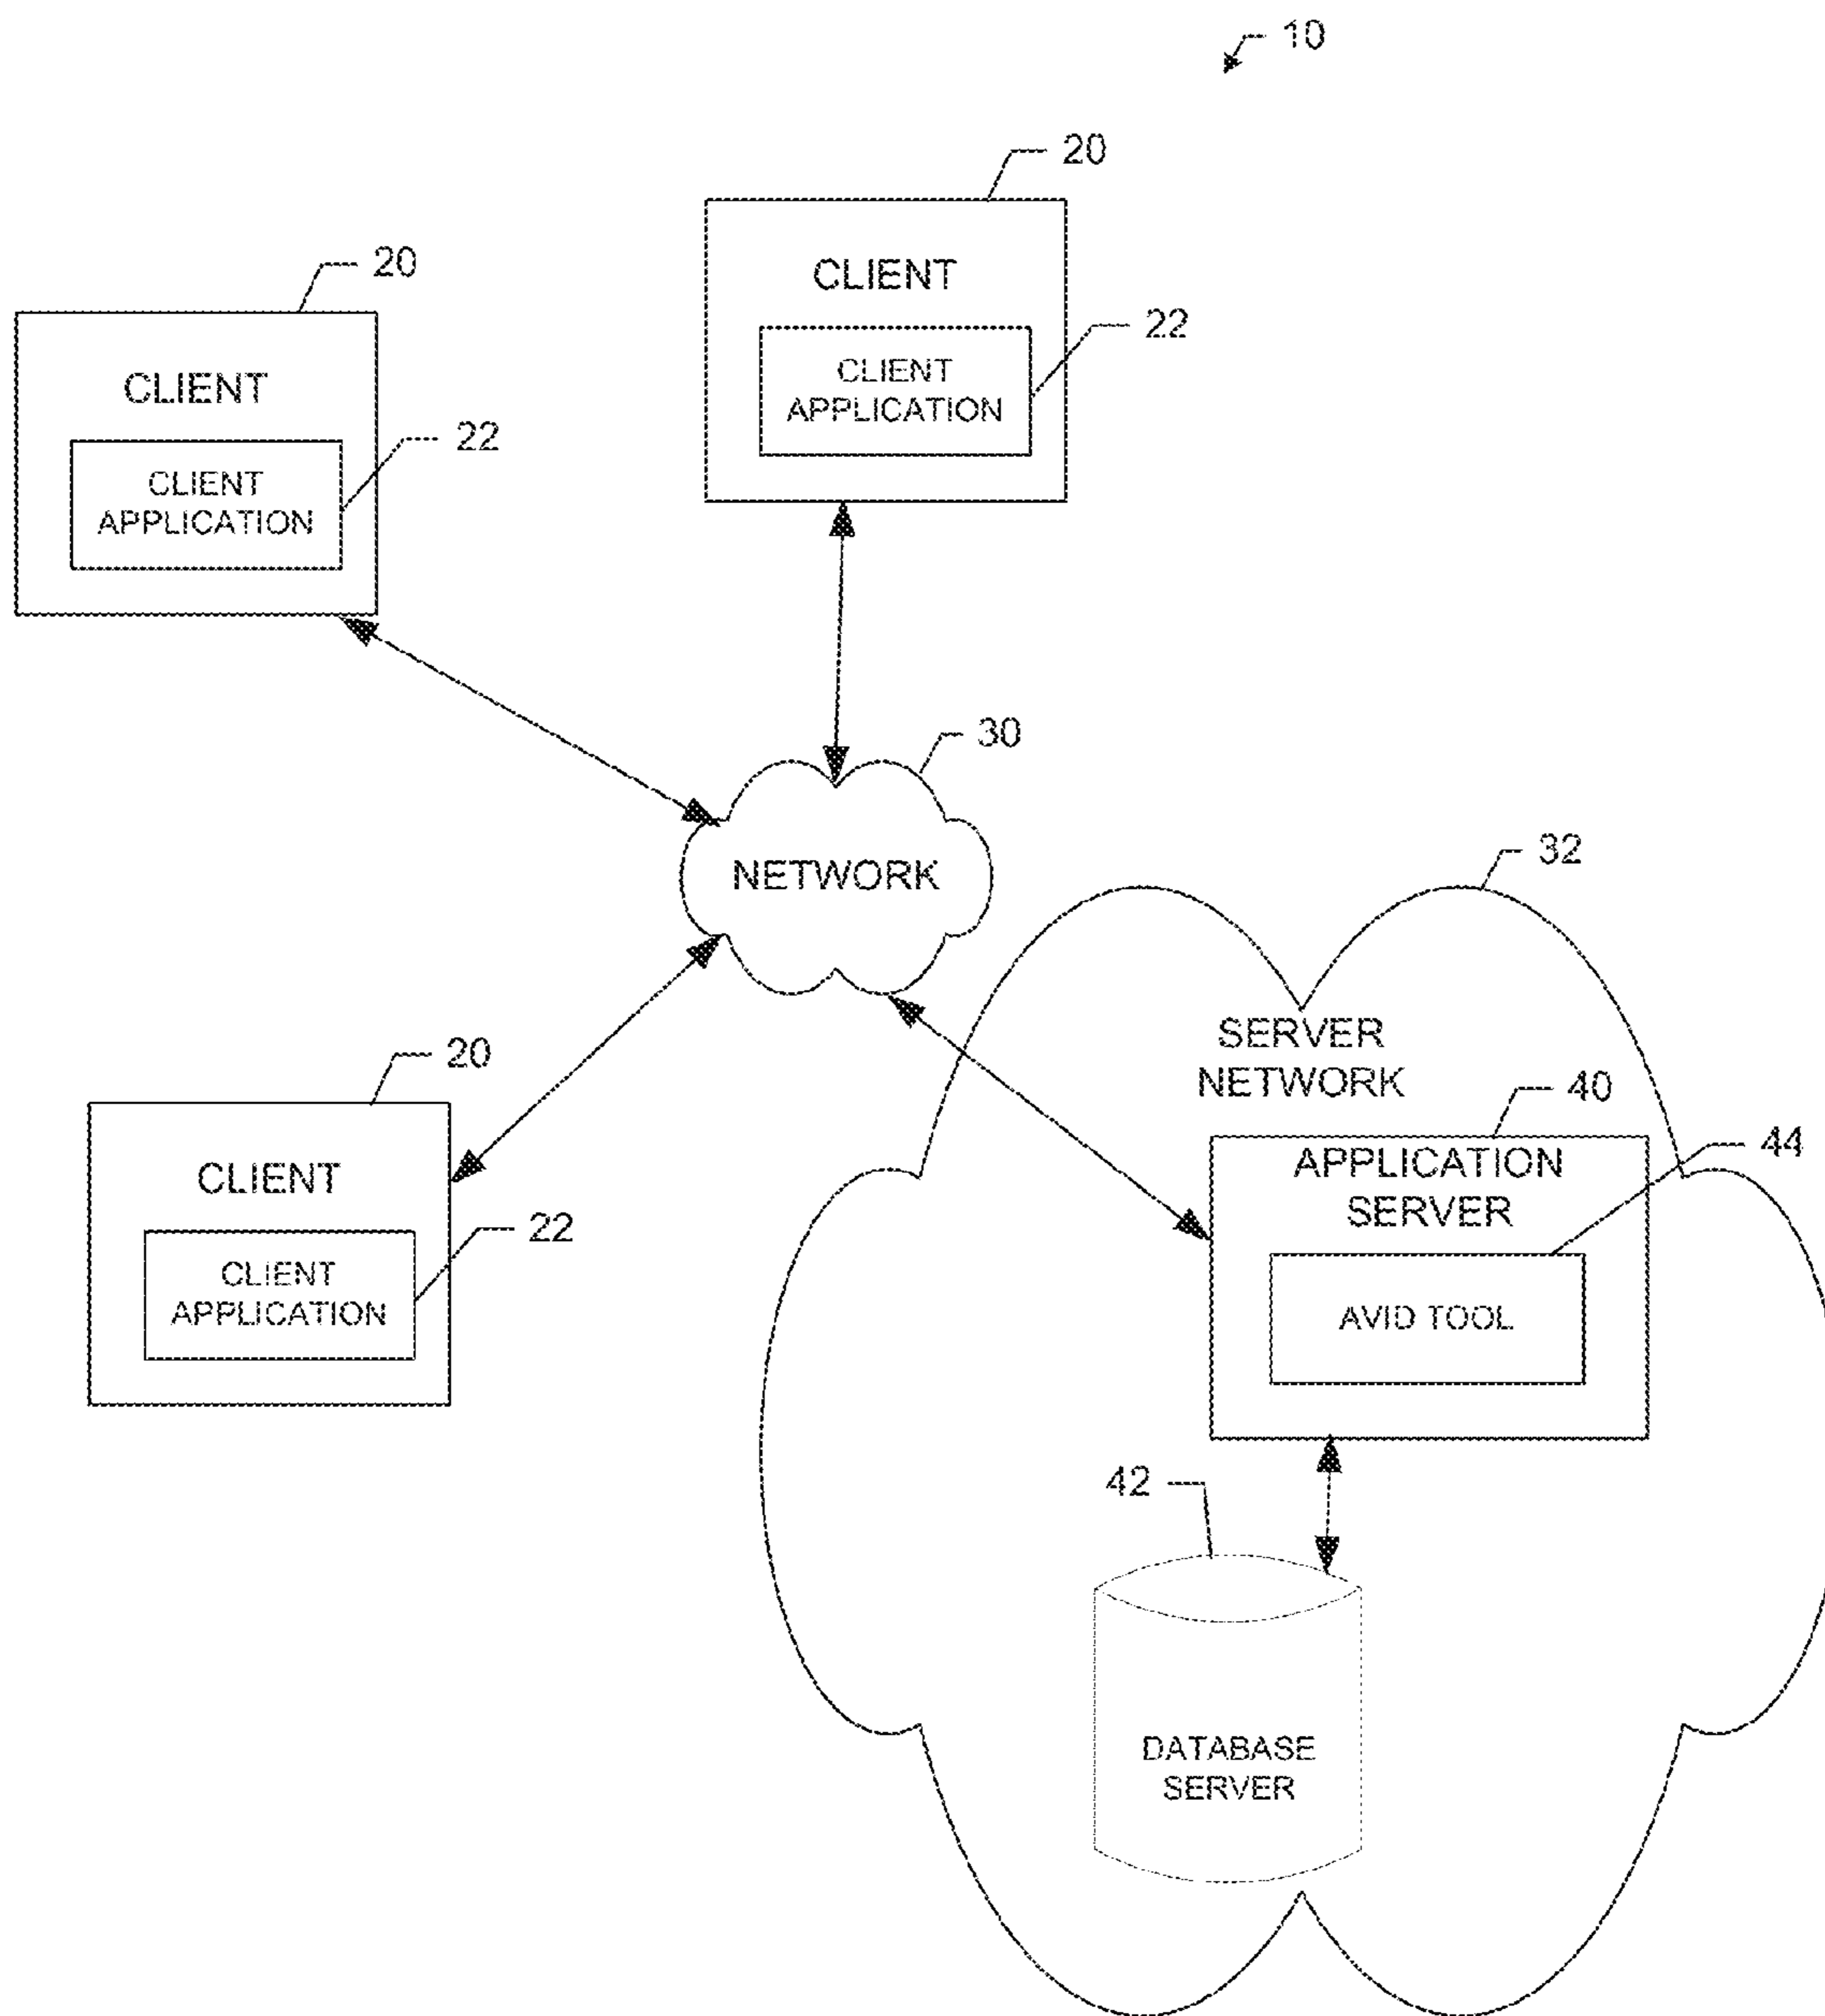 10
20
CLIENT
22
CLIENT
APPLICATION
20
CLIENT
22
CLIENT
APPLICATION
30
NETWORK
32
SERVER
NETWORK
20
CLIENT
22
CLIENT
APPLICATION
40
44
APPLICATION
SERVER
AVID TOOL
42
DATABASE
SERVER